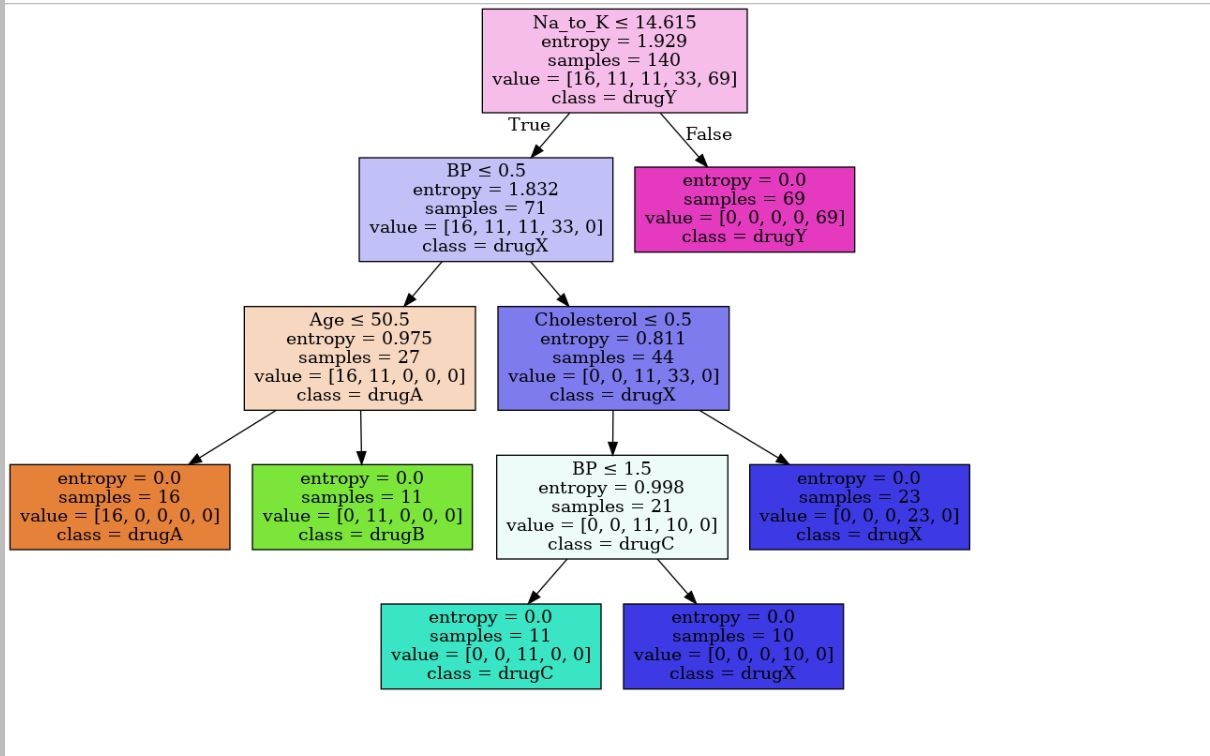 Na_to_K ≤ 14.615
entropy = 1.929
samples = 140
value = [16, 11, 11, 33, 69]
class = drugY
True
False
BP ≤ 0.5
entropy = 1.832
samples = 71
value = [16, 11, 11, 33, 0]
class = drugX
entropy = 0.0
samples = 69
value = [0, 0, 0, 0, 69]
class = drugY
Age ≤ 50.5
entropy = 0.975
samples = 27
value = [16, 11, 0, 0, 0]
class = drugA
Cholesterol ≤ 0.5
entropy = 0.811
samples = 44
value = [0, 0, 11, 33, 0]
class = drugX
entropy = 0.0
samples = 16
value = [16, 0, 0, 0, 0]
class = drugA
entropy = 0.0
samples = 11
value = [0, 11, 0, 0, 0]
class = drugB
BP ≤ 1.5
entropy = 0.998
samples = 21
value = [0, 0, 11, 10, 0]
class = drugC
entropy = 0.0
samples = 23
value = [0, 0, 0, 23, 0]
class = drugX
entropy = 0.0
samples = 11
value = [0, 0, 11, 0, 0]
class = drugC
entropy = 0.0
samples = 10
value = [0, 0, 0, 10, 0]
class = drugX